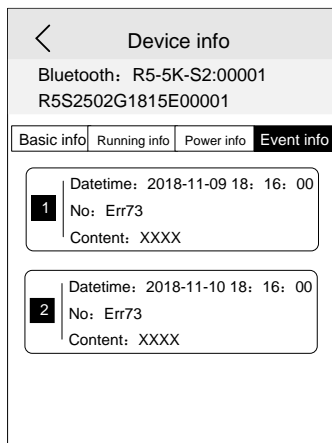 Device info
Bluetooth：R5-5K-S2:00001
R5S2502G1815E00001
Basic info Running info Power info Event info
1
Datetime：2018-11-09 18：16：00
No：Err73
Content：XXXX
2
Datetime：2018-11-10 18：16：00
No：Err73
Content：XXXX